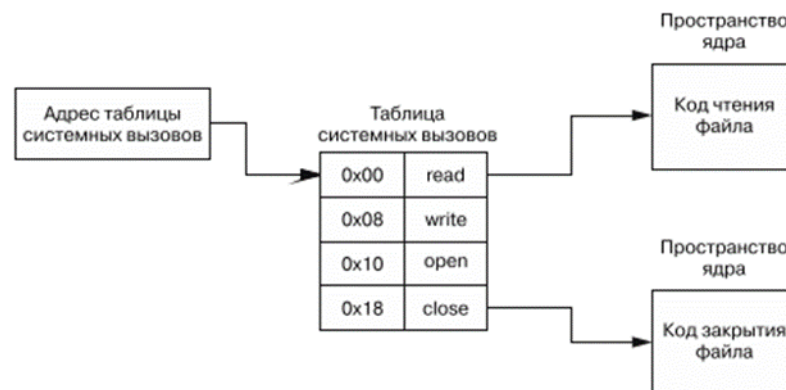 Адрес таблицы
системных вызовов
Таблица
системных вызовов
0x00 read
0x08 write
0x10 open
0x18 close
Пространство
ядра
Код чтения
файла
Пространство
ядра
Код закрытия
файла